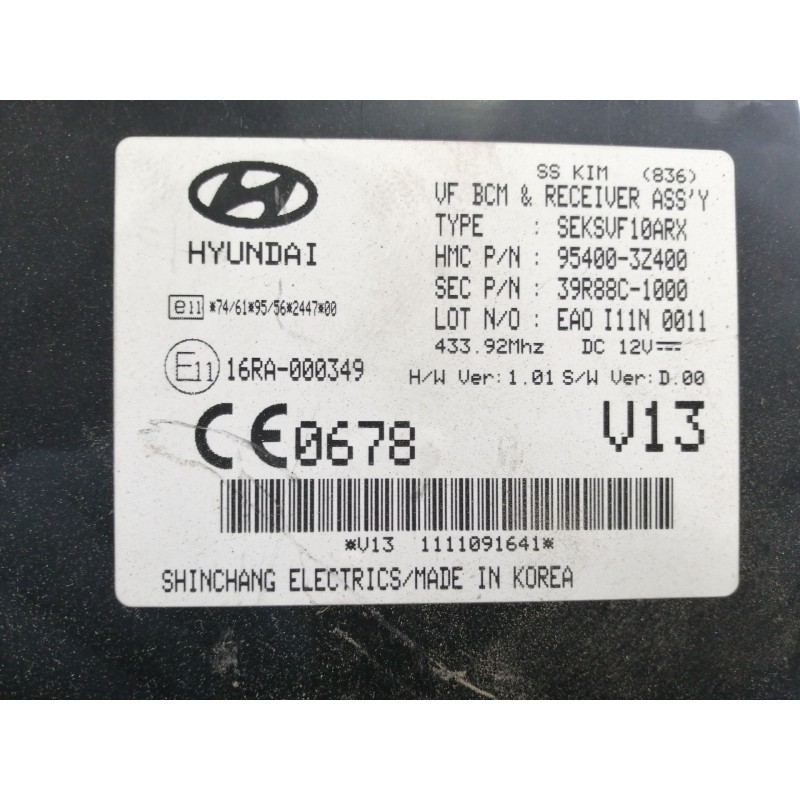 SS KIM (836)
VF BCM & RECEIVER ASS'Y
TYPE : SEKSVF10ARX
HYUNDAI
HMC P/N : 95400-3Z400
SEC P/N : 39R88C-1000
e11 *74/61*95/56*2447*00
LOT N/O : EAO I11N 0011
433.92Mhz DC 12V
E11 16RA-000349
H/W Ver: 1.01 S/W Ver: D.00
CE0678
V13
*V13 1111091641*
SHINCHANG ELECTRICS/MADE IN KOREA